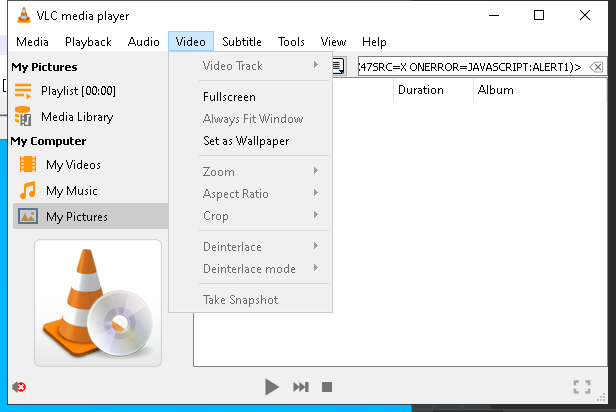 VLC media player
Media Playback Audio Video Subtitle Tools View Help
My Pictures
Playlist [00:00]
Media Library
My Computer
My Videos
My Music
My Pictures
Video Track
Fullscreen
Always Fit Window
Set as Wallpaper
Zoom
Aspect Ratio
Crop
Deinterlace
Deinterlace mode
Take Snapshot
47SRC=X ONERROR=JAVASCRIPT:ALERT1)>
Duration Album